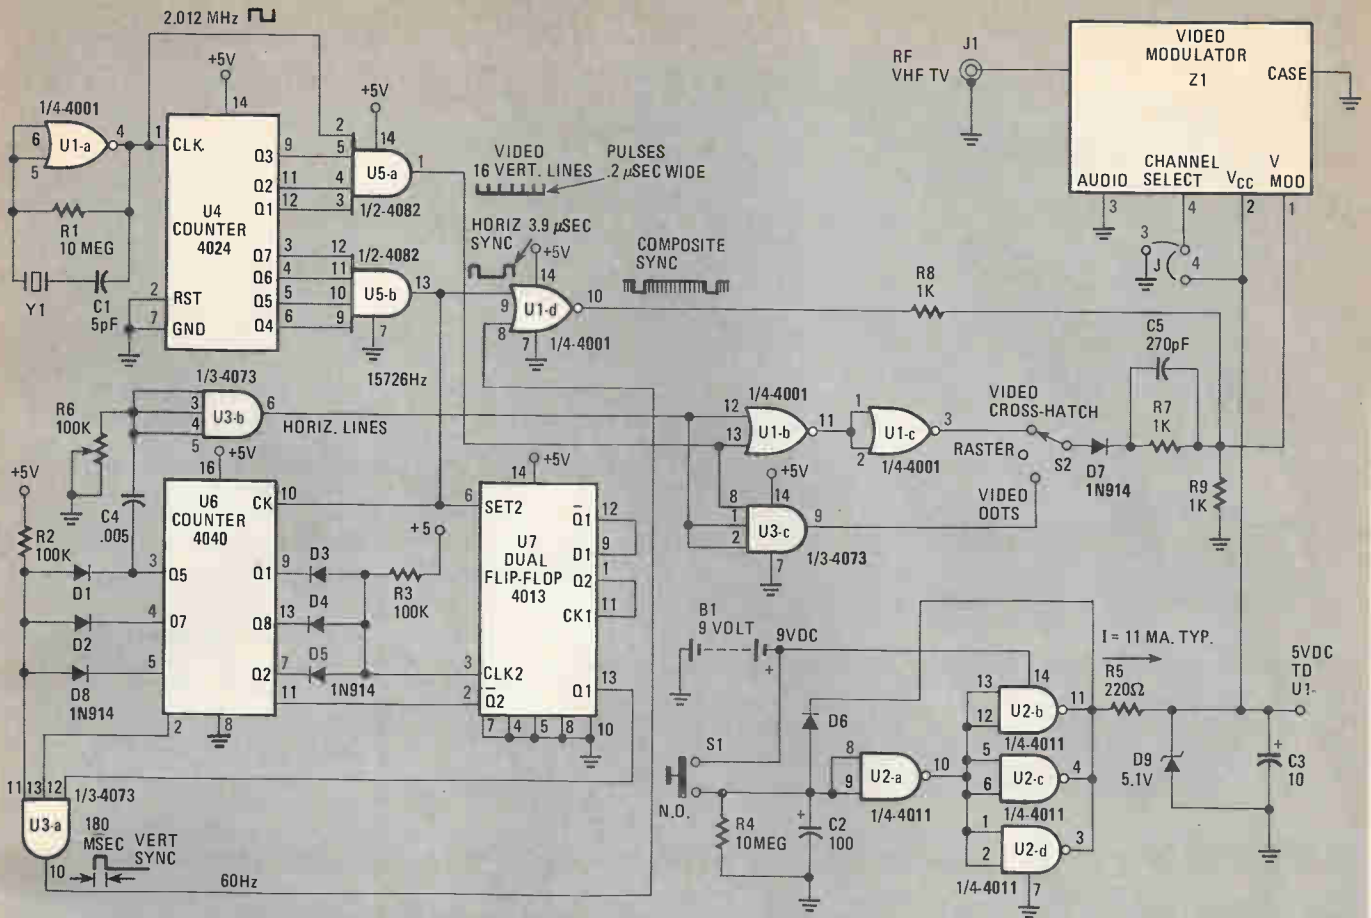 2.012 MHz
+5V
14
1/4-4001
6
5
U1-a
4
1
CLK
U4
COUNTER
4024
Q3
Q2
Q1
Q7
Q6
Q5
Q4
9
11
12
3
4
5
6
2
RST
7
GND
R1
10 MEG
Y1
C1
5pF
+5V
14
2
5
4
3
U5-a
1
1/2-4082
1/2-4082
12
11
10
9
U5-b
13
7
15726Hz
VIDEO
16 VERT. LINES
PULSES
.2 µSEC WIDE
HORIZ 3.9 µSEC
SYNC
+5V
14
9
8
U1-d
10
7
1/4-4001
COMPOSITE
SYNC
R8
1K
RF
VHF TV
J1
VIDEO
MODULATOR
Z1
CASE
AUDIO
CHANNEL
SELECT
VCC
V
MOD
3
4
2
1
3
J
4
C5
270pF
R7
1K
R9
1K
1/3-4073
3
4
5
U3-b
6
HORIZ. LINES
R6
100K
+5V
R2
100K
C4
.005
+5V
16
U6
COUNTER
4040
CK
10
3
Q5
4
O7
5
Q1
9
Q8
13
Q2
7
11
2
8
D1
D2
D8
1N914
D3
D4
D5
1N914
+5
R3
100K
+5V
14
6
SET2
U7
DUAL
FLIP-FLOP
4013
Q1
12
D1
9
Q2
1
CK1
11
3
CLK2
2
Q2
Q1
13
7
4
5
8
10
1/4-4001
12
13
U1-b
11
1
2
U1-c
3
1/4-4001
VIDEO
CROSS-HATCH
RASTER
S2
VIDEO
DOTS
D7
1N914
+5V
14
8
1
2
U3-c
9
7
1/3-4073
11
13
12
1/3-4073
U3-a
10
180
MSEC
VERT
SYNC
60Hz
B1
9 VOLT
+
9VDC
S1
N.O.
D6
R4
10MEG
+
C2
100
8
9
U2-a
10
1/4-4011
14
13
12
U2-b
11
1/4-4011
5
6
U2-c
4
1/4-4011
1
2
U2-d
3
1/4-4011
7
I = 11 MA. TYP.
R5
220Ω
D9
5.1V
+
C3
10
5VDC
TO
U1-